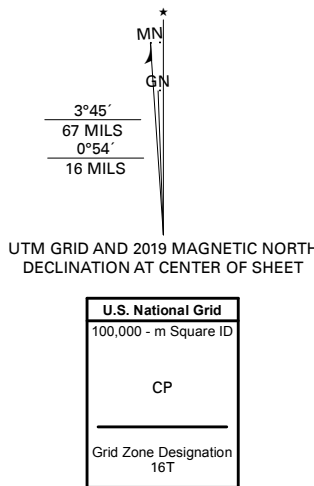 ★
MN
GN
3°45´
67 MILS
0°54´
16 MILS
UTM GRID AND 2019 MAGNETIC NORTH
DECLINATION AT CENTER OF SHEET
U.S. National Grid
100,000 - m Square ID
CP
Grid Zone Designation
16T